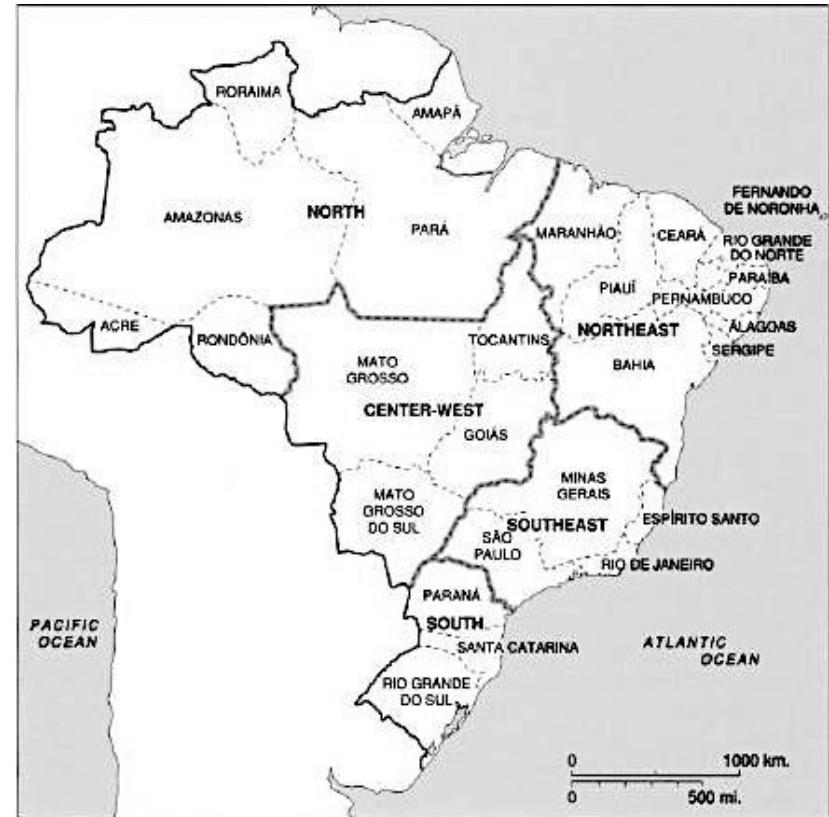 RORAIMA
AMAPÁ
FERNANDO
DE NORONHA
AMAZONAS
NORTH
PARÁ
MARANHÃO
CEARÁ
RIO GRANDE
DO NORTE
PARAÍBA
PIAUÍ
PERNAMBUCO
ACRE
RONDÔNIA
TOCANTINS
NORTHEAST
ALAGOAS
SERGIPE
MATO
GROSSO
BAHIA
CENTER-WEST
GOIÁS
MINAS
GERAIS
MATO
GROSSO
DO SUL
SOUTHEAST
ESPÍRITO SANTO
SÃO
PAULO
RIO DE JANEIRO
PARANÁ
SOUTH
PACIFIC
OCEAN
SANTA CATARINA
ATLANTIC
OCEAN
RIO GRANDE
DO SUL
0 1000 km.
0 500 mi.